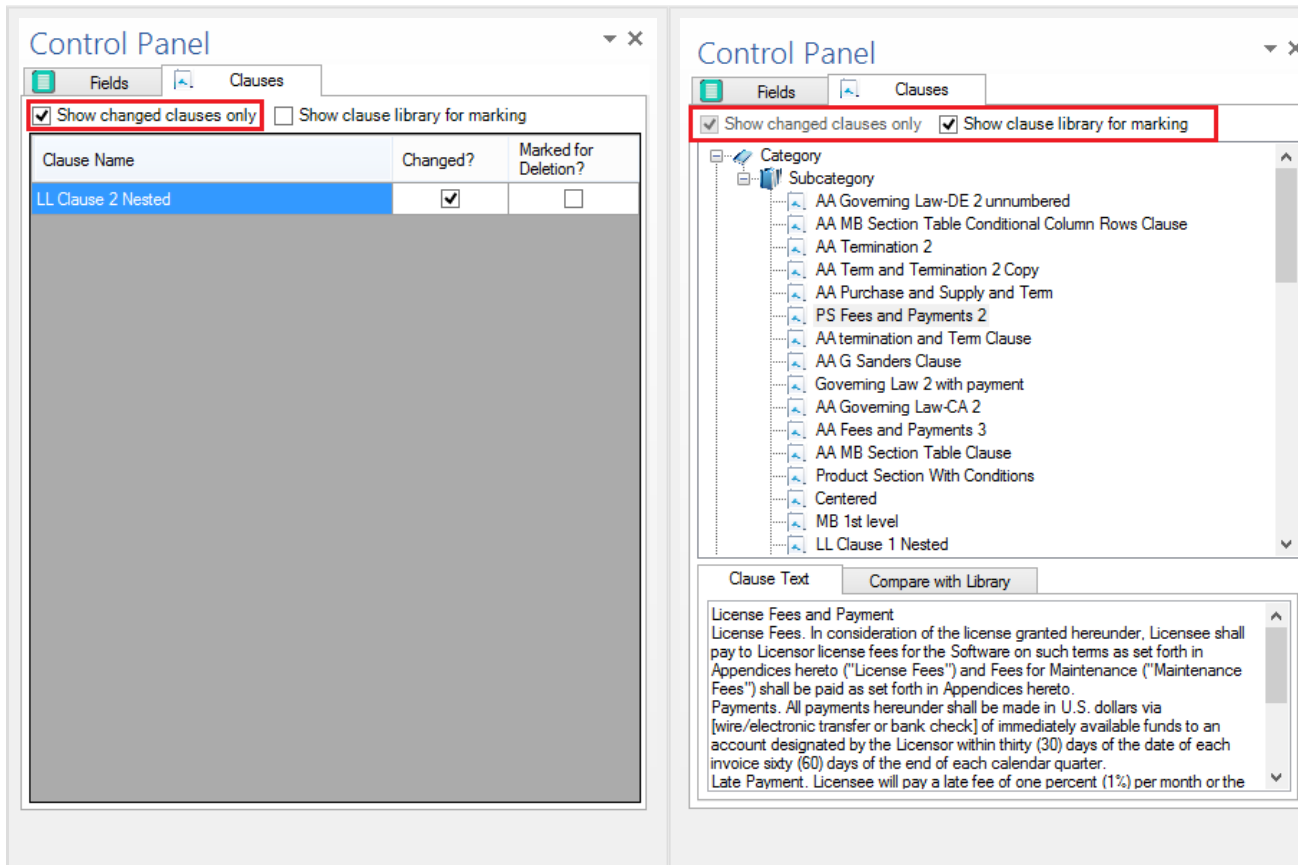 Control Panel
Fields
Clauses
Show changed clauses only
Show clause library for marking
Clause Name
Changed?
Marked for
Deletion?
LL Clause 2 Nested
Control Panel
Fields
Clauses
Show changed clauses only
Show clause library for marking
Category
Subcategory
AA Governing Law-DE 2 unnumbered
AA MB Section Table Conditional Column Rows Clause
AA Termination 2
AA Term and Termination 2 Copy
AA Purchase and Supply and Term
PS Fees and Payments 2
AA termination and Term Clause
AA G Sanders Clause
Governing Law 2 with payment
AA Governing Law-CA 2
AA Fees and Payments 3
AA MB Section Table Clause
Product Section With Conditions
Centered
MB 1st level
LL Clause 1 Nested
Clause Text
Compare with Library
License Fees and Payment
License Fees. In consideration of the license granted hereunder, Licensee shall
pay to Licensor license fees for the Software on such terms as set forth in
Appendices hereto ("License Fees") and Fees for Maintenance ("Maintenance
Fees") shall be paid as set forth in Appendices hereto.
Payments. All payments hereunder shall be made in U.S. dollars via
[wire/electronic transfer or bank check] of immediately available funds to an
account designated by the Licensor within thirty (30) days of the date of each
invoice sixty (60) days of the end of each calendar quarter.
Late Payment. Licensee will pay a late fee of one percent (1%) per month or the